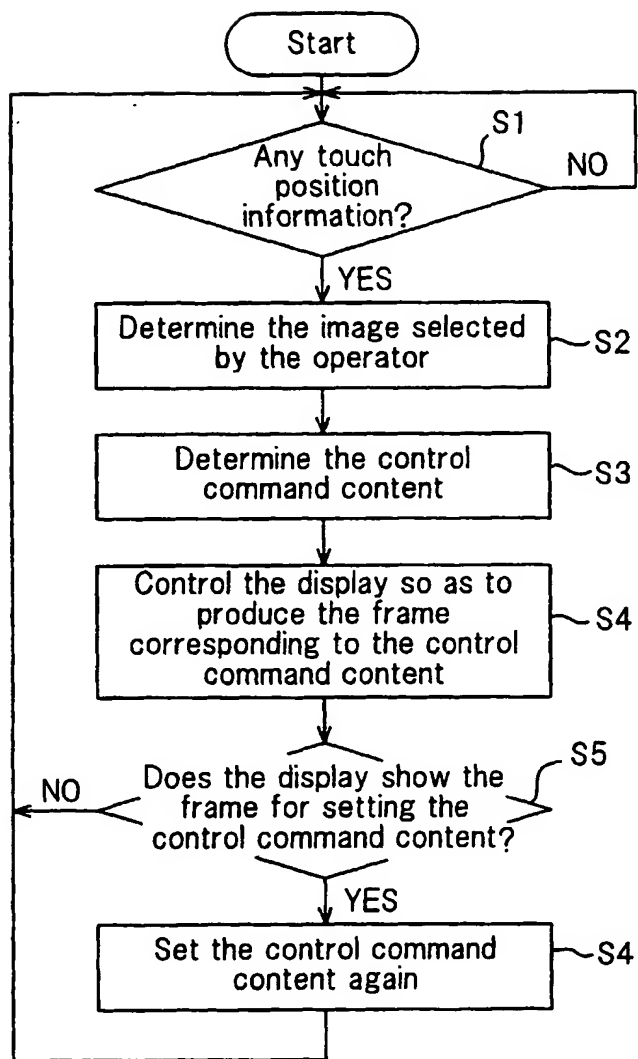 Start
S1
Any touch
position
information?
NO
YES
Determine the image selected
by the operator
S2
Determine the control
command content
S3
Control the display so as to
produce the frame
corresponding to the control
command content
S4
S5
NO
Does the display show the
frame for setting the
control command content?
YES
Set the control command
content again
S4